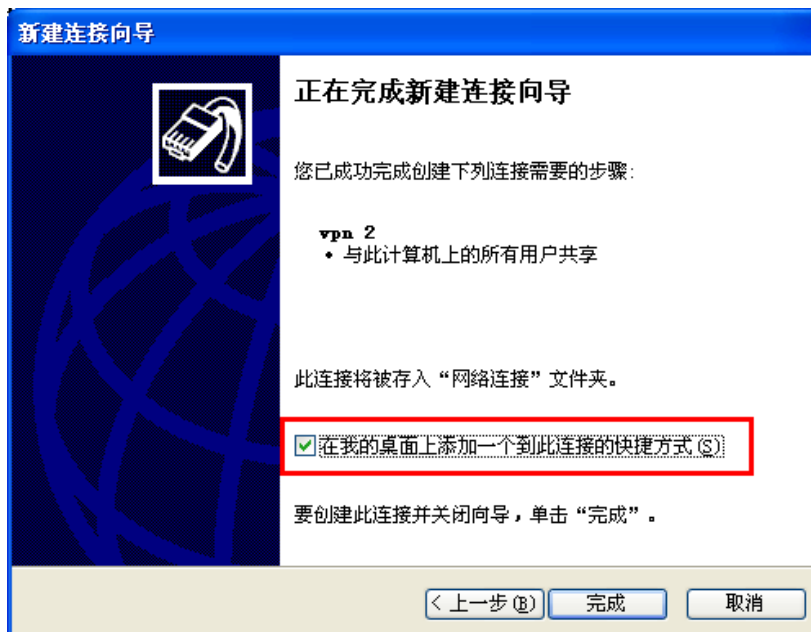 新建连接向导
正在完成新建连接向导
您已成功完成创建下列连接需要的步骤:
vpn 2
• 与此计算机上的所有用户共享
此连接将被存入“网络连接”文件夹。
在我的桌面上添加一个到此连接的快捷方式(S)
要创建此连接并关闭向导，单击“完成”。
< 上一步(B) 完成 取消